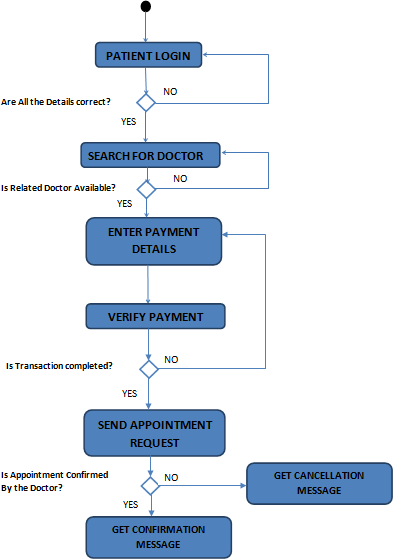 PATIENT LOGIN
NO
Are All the Details correct?
YES
SEARCH FOR DOCTOR
NO
Is Related Doctor Available?
YES
ENTER PAYMENT
DETAILS
VERIFY PAYMENT
NO
Is Transaction completed?
YES
SEND APPOINTMENT
REQUEST
Is Appointment Confirmed
By the Doctor?
NO
GET CANCELLATION
MESSAGE
YES
GET CONFIRMATION
MESSAGE